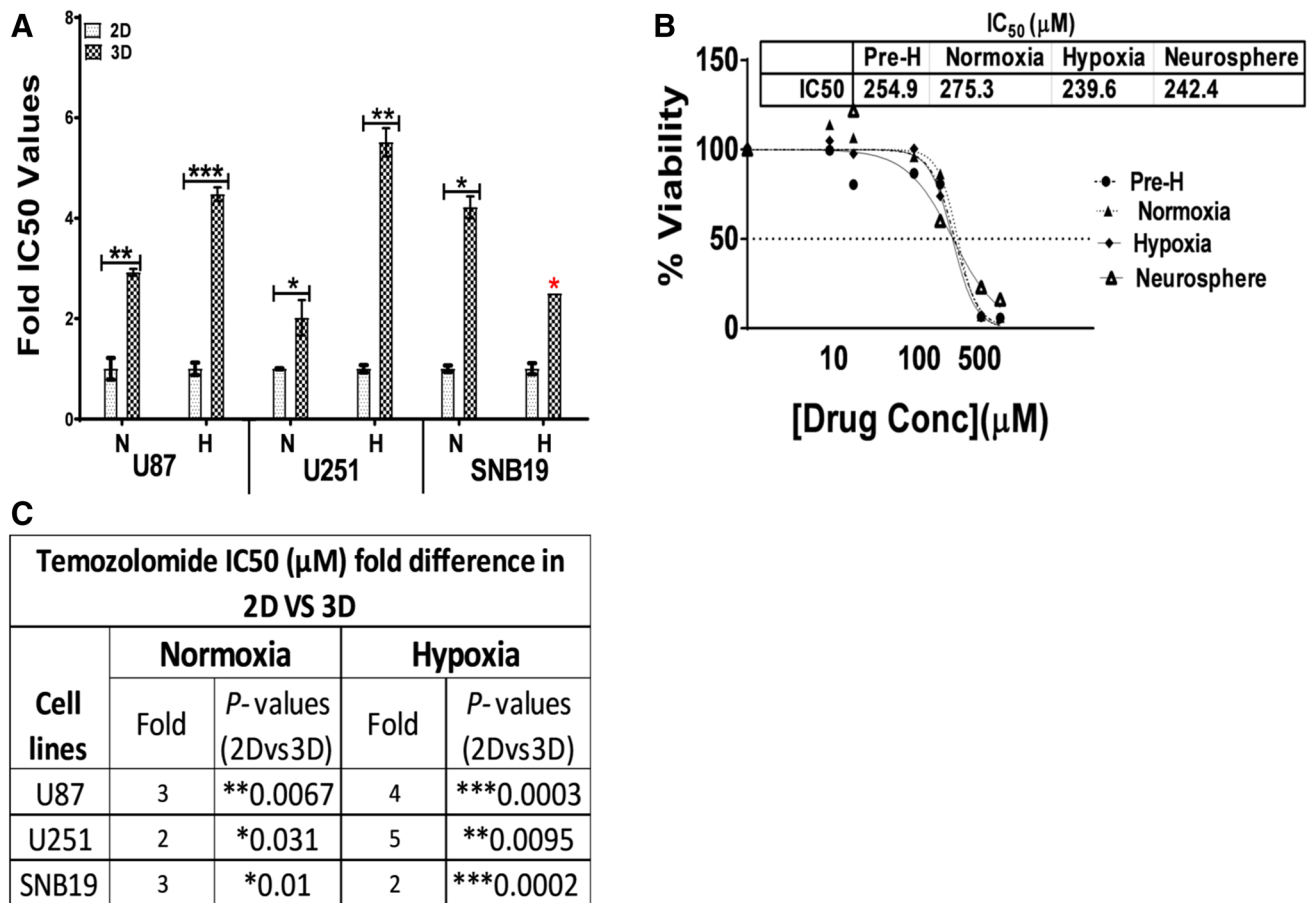 A
8
6
4
2
0
Fold IC50 Values
2D
3D
**
***
*
**
*
*
N H N H N H
U87 U251 SNB19
B
IC50 (μM)
Pre-H Normoxia Hypoxia Neurosphere
IC50 254.9 275.3 239.6 242.4
150
100
50
0
% Viability
10 100 500
[Drug Conc](μM)
Pre-H
Normoxia
Hypoxia
Neurosphere
C
Temozolomide IC50 (μM) fold difference in
2D VS 3D
Cell
lines
Normoxia Hypoxia
Fold P- values
(2Dvs3D)
Fold P- values
(2Dvs3D)
U87 3 **0.0067 4 ***0.0003
U251 2 *0.031 5 **0.0095
SNB19 3 *0.01 2 ***0.0002